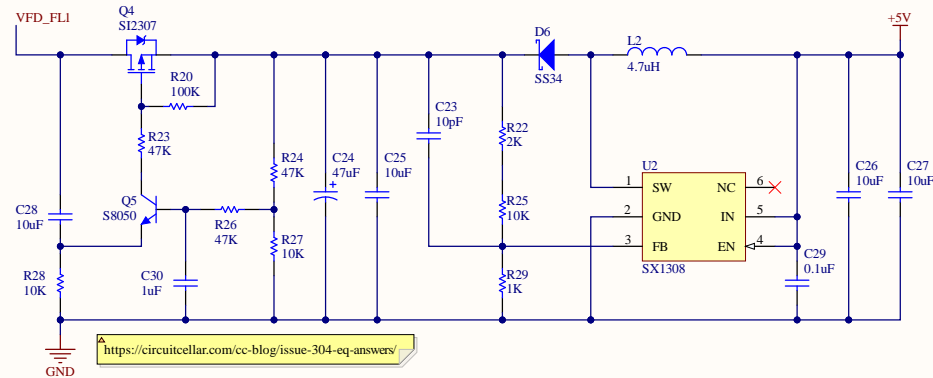 VFD_FL1
Q4
SI2307
R20
100K
R23
47K
Q5
S8050
C28
10uF
R28
10K
C30
1uF
R26
47K
R24
47K
R27
10K
C24
47uF
+
C25
10uF
C23
10pF
R22
2K
R25
10K
R29
1K
D6
SS34
L2
4.7uH
+5V
U2
1 SW NC 6
2 GND IN 5
3 FB EN 4
SX1308
C29
0.1uF
C26
10uF
C27
10uF
GND
https://circuitcellar.com/cc-blog/issue-304-eq-answers/